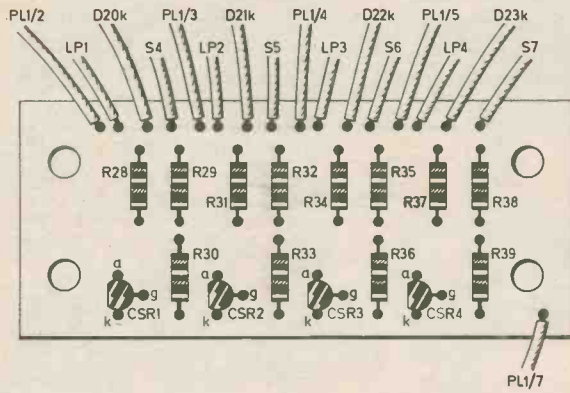 .PL1/2 D20k PL1/3 D21k PL1/4 D22k PL1/5 D23k
LP1 S4 LP2 S5 LP3 S6 LP4 S7
R28 R29 R32 R35
R31 R34 R37 R38
R30 R33 R36 R39
a a a a
g g g g
CSR1 CSR2 CSR3 CSR4
k k k k
PL1/7